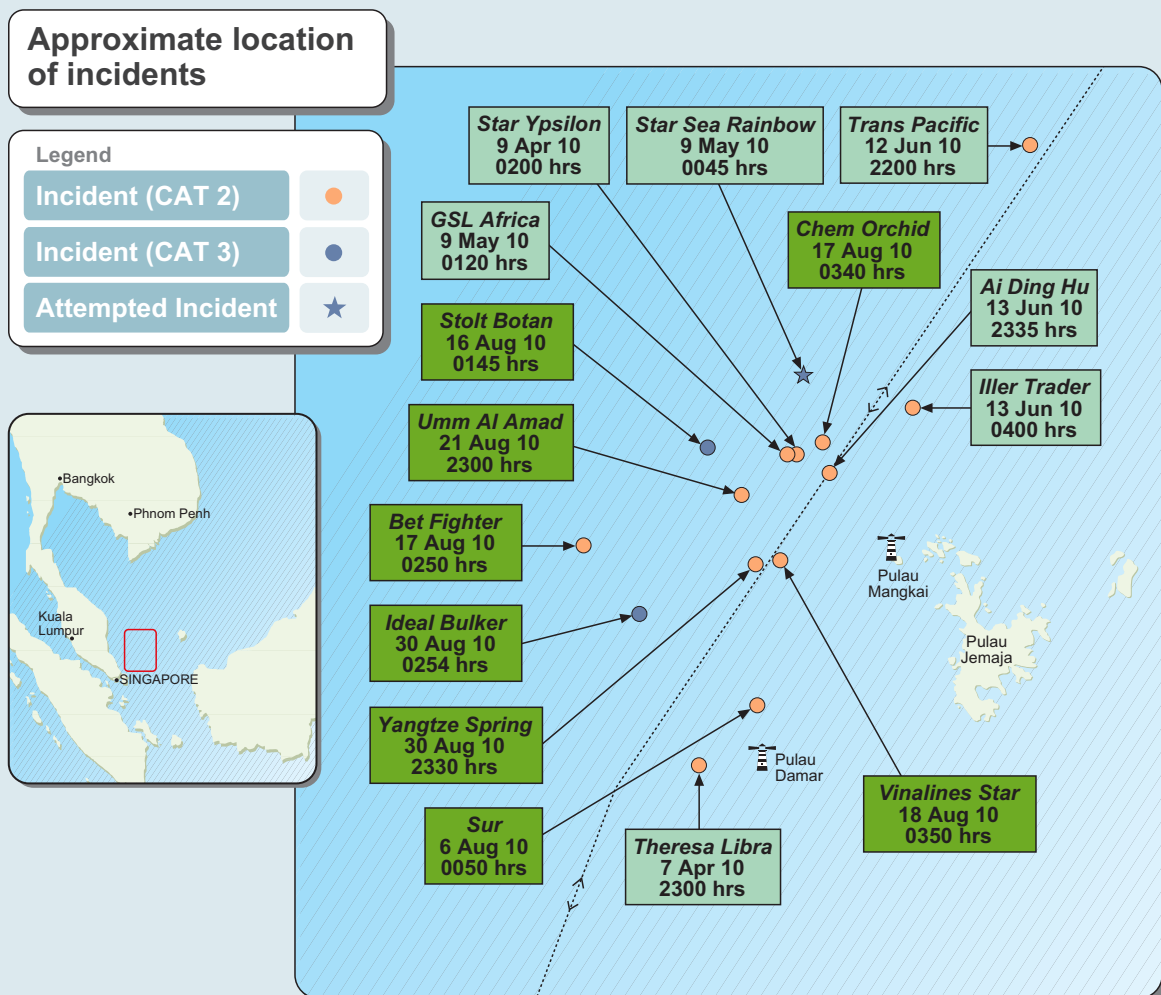 Approximate location
of incidents
Legend
Incident (CAT 2)
Incident (CAT 3)
Attempted Incident
Star Ypsilon
9 Apr 10
0200 hrs
Star Sea Rainbow
9 May 10
0045 hrs
Trans Pacific
12 Jun 10
2200 hrs
GSL Africa
9 May 10
0120 hrs
Chem Orchid
17 Aug 10
0340 hrs
Ai Ding Hu
13 Jun 10
2335 hrs
Stolt Botan
16 Aug 10
0145 hrs
Iller Trader
13 Jun 10
0400 hrs
Umm Al Amad
21 Aug 10
2300 hrs
Bet Fighter
17 Aug 10
0250 hrs
Ideal Bulker
30 Aug 10
0254 hrs
Yangtze Spring
30 Aug 10
2330 hrs
Sur
6 Aug 10
0050 hrs
Theresa Libra
7 Apr 10
2300 hrs
Vinalines Star
18 Aug 10
0350 hrs
Pulau
Mangkai
Pulau
Jemaja
Pulau
Damar
Bangkok
Phnom Penh
Kuala
Lumpur
SINGAPORE